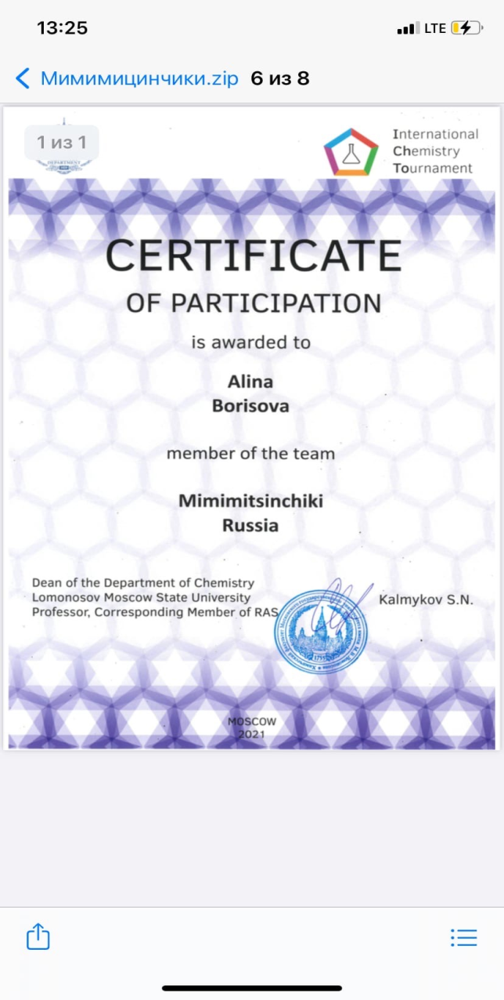 13:25
LTE
Мимимицинчики.zip 6 из 8
1 из 1
DEPARTMENT
International
Chemistry
Tournament
CERTIFICATE
OF PARTICIPATION
is awarded to
Alina
Borisova
member of the team
Mimimitsinchiki
Russia
Dean of the Department of Chemistry
Lomonosov Moscow State University
Professor, Corresponding Member of RAS
Kalmykov S.N.
1755
MOSCOW
2021